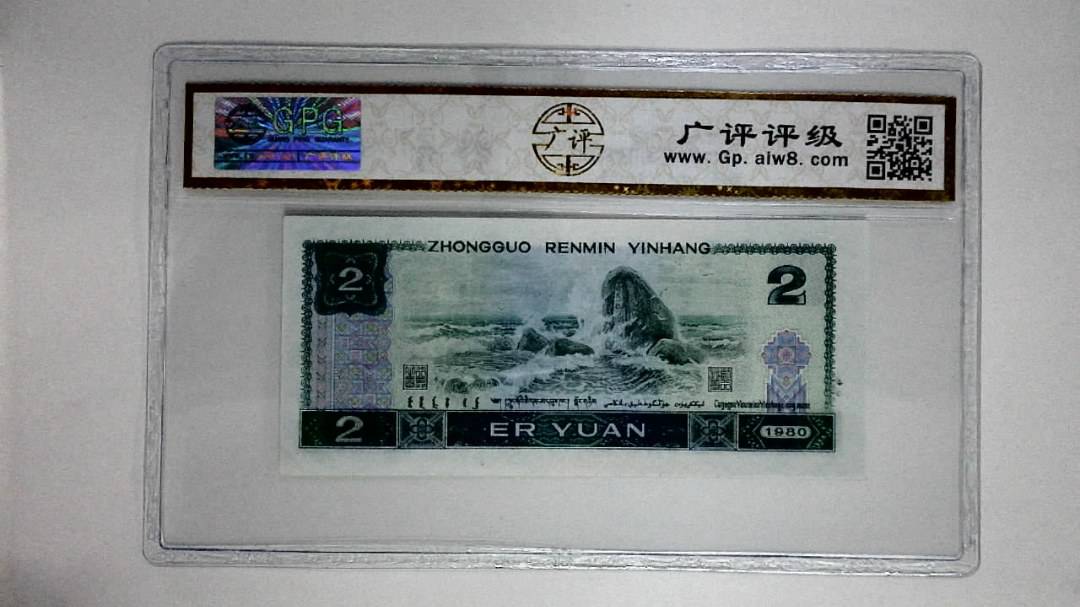 GPG
广评
广评评级
www. Gp. aiw8. com
ZHONGGUO RENMIN YINHANG
2
2
2
ER YUAN
1980